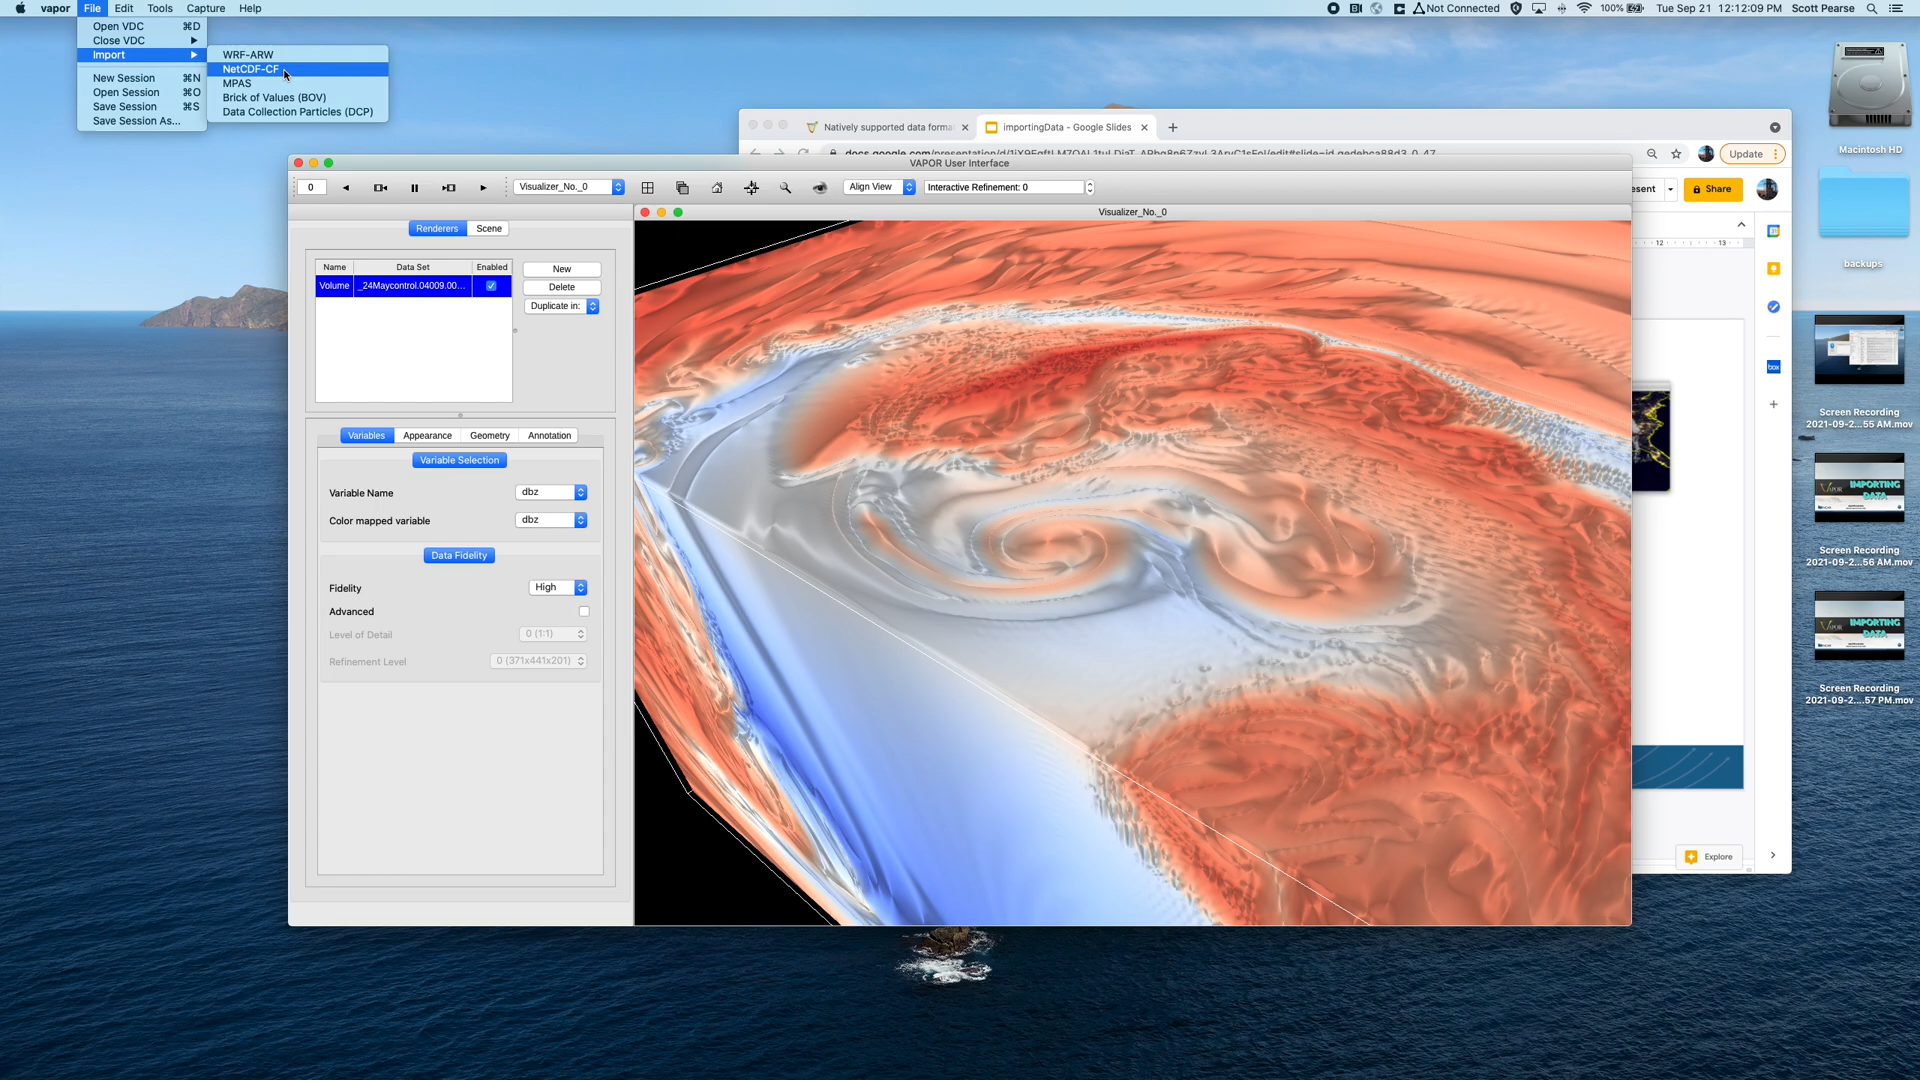 vapor File Edit Tools Capture Help
Not Connected 100% Tue Sep 21 12:12:09 PM Scott Pearse
Open VDC ⌘D
Close VDC
Import
New Session ⌘N
Open Session ⌘O
Save Session ⌘S
Save Session As...
WRF-ARW
NetCDF-CF
MPAS
Brick of Values (BOV)
Data Collection Particles (DCP)
Natively supported data forma
importingData - Google Slides
Update
Share
12 13
Explore
VAPOR User Interface
0
Visualizer_No._0
Align View
Interactive Refinement: 0
Visualizer_No._0
Renderers Scene
Name Data Set Enabled
Volume _24Maycontrol.04009.00...
New
Delete
Duplicate in:
Variables Appearance Geometry Annotation
Variable Selection
Variable Name dbz
Color mapped variable dbz
Data Fidelity
Fidelity High
Advanced
Level of Detail 0 (1:1)
Refinement Level 0 (371x441x201)
Macintosh HD
backups
Screen Recording
2021-09-2...55 AM.mov
IMPORTING
DATA
Screen Recording
2021-09-2...56 AM.mov
IMPORTING
DATA
Screen Recording
2021-09-2....57 PM.mov